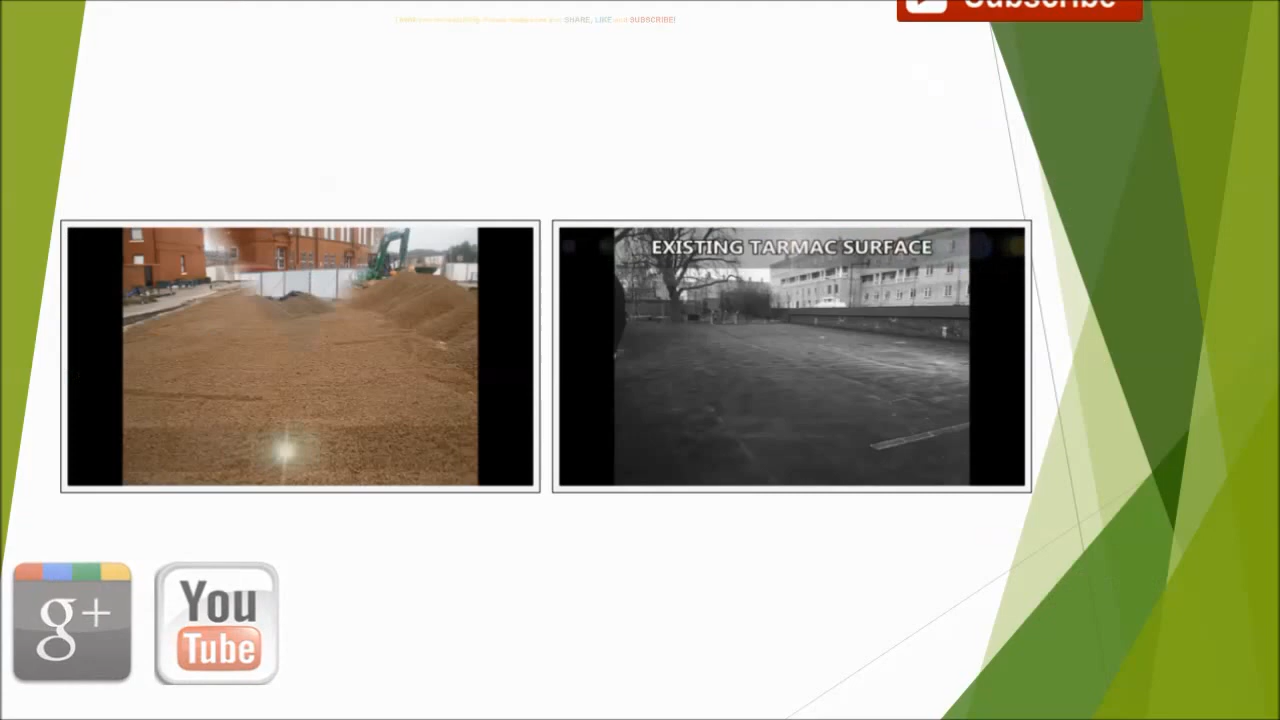 SHARE, LIKE and SUBSCRIBE!
Subscribe
EXISTING TARMAC SURFACE
g+
You
Tube